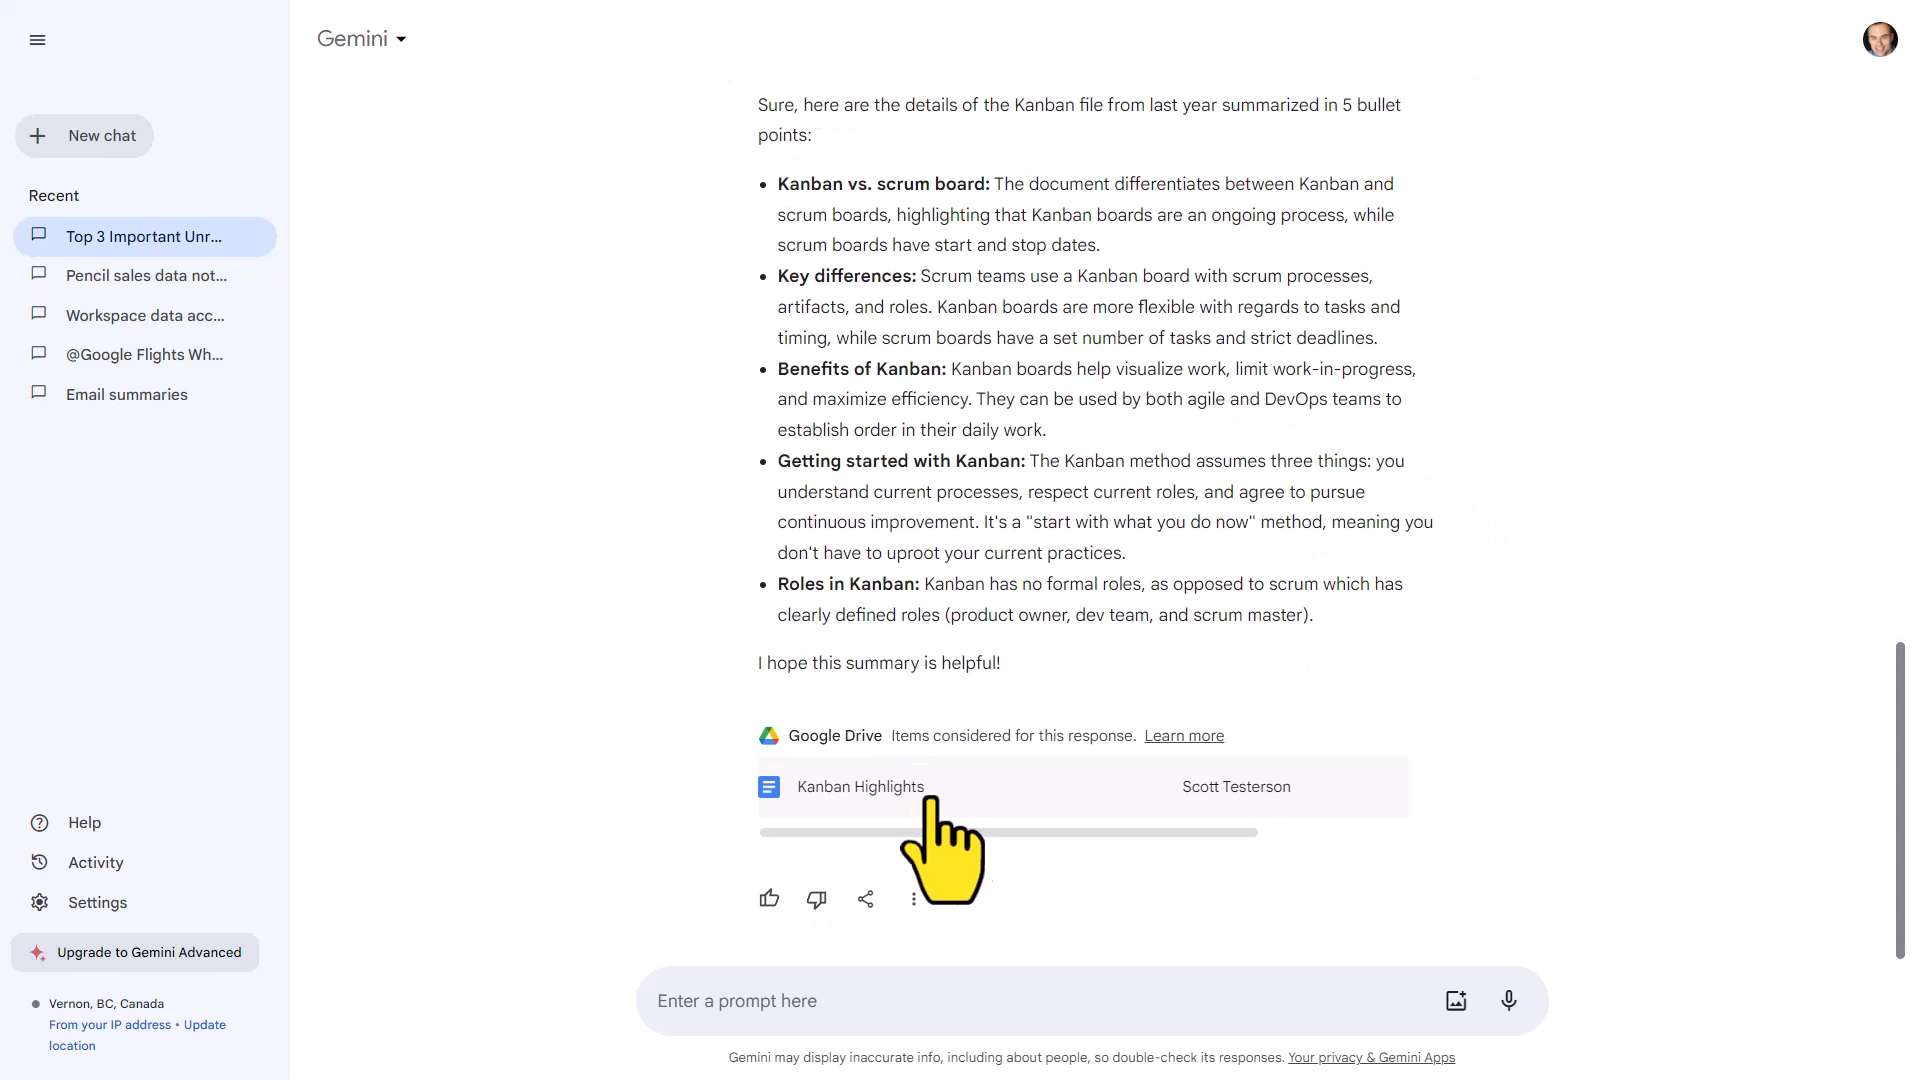 Gemini
New chat
Recent
Top 3 Important Unr...
Pencil sales data not...
Workspace data acc...
@Google Flights Wh...
Email summaries
Help
Activity
Settings
Upgrade to Gemini Advanced
Vernon, BC, Canada
From your IP address • Update
location
Sure, here are the details of the Kanban file from last year summarized in 5 bullet
points:
• Kanban vs. scrum board: The document differentiates between Kanban and
scrum boards, highlighting that Kanban boards are an ongoing process, while
scrum boards have start and stop dates.
• Key differences: Scrum teams use a Kanban board with scrum processes,
artifacts, and roles. Kanban boards are more flexible with regards to tasks and
timing, while scrum boards have a set number of tasks and strict deadlines.
• Benefits of Kanban: Kanban boards help visualize work, limit work-in-progress,
and maximize efficiency. They can be used by both agile and DevOps teams to
establish order in their daily work.
• Getting started with Kanban: The Kanban method assumes three things: you
understand current processes, respect current roles, and agree to pursue
continuous improvement. It's a "start with what you do now" method, meaning you
don't have to uproot your current practices.
• Roles in Kanban: Kanban has no formal roles, as opposed to scrum which has
clearly defined roles (product owner, dev team, and scrum master).
I hope this summary is helpful!
Google Drive Items considered for this response. Learn more
Kanban Highlights Scott Testerson
Enter a prompt here
Gemini may display inaccurate info, including about people, so double-check its responses. Your privacy & Gemini Apps